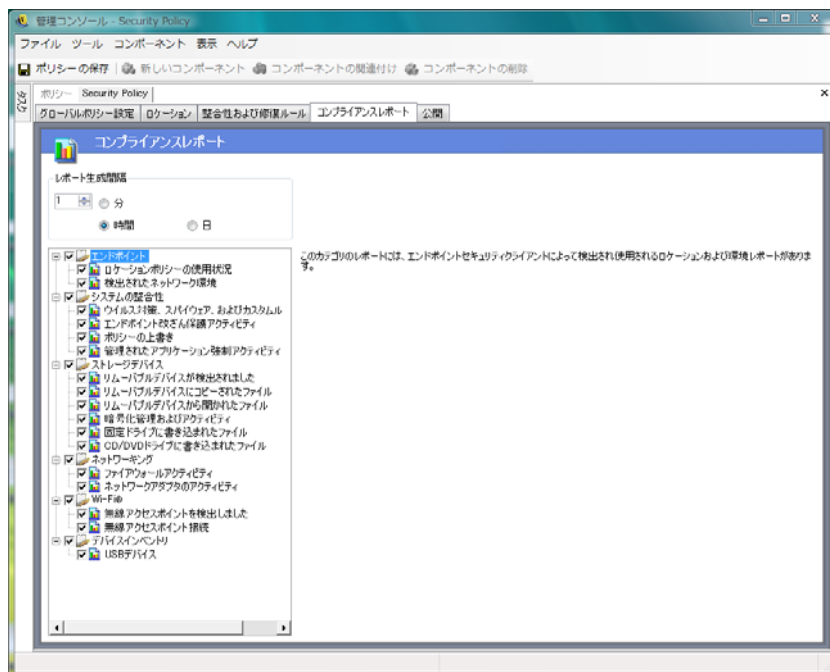 管理コンソール - Security Policy
ファイル ツール コンポーネント 表示 ヘルプ
ポリシーの保存 新しいコンポーネント コンポーネントの関連付け コンポーネントの削除
タスク
ポリシー Security Policy
グローバルポリシー設定 ロケーション 整合性および修復ルール コンプライアンスレポート 公開
コンプライアンスレポート
レポート生成間隔
1 分
時間 日
エンドポイント
ロケーションポリシーの使用状況
検出されたネットワーク環境
システムの整合性
ウイルス対策、スパイウェア、およびカスタムル
エンドポイント改ざん保護アクティビティ
ポリシーの上書き
管理されたアプリケーション強制アクティビティ
ストレージデバイス
リムーバブルデバイスが検出されました
リムーバブルデバイスにコピーされたファイル
リムーバブルデバイスから開かれたファイル
暗号化管理およびアクティビティ
固定ドライブに書き込まれたファイル
CD/DVDドライブに書き込まれたファイル
ネットワーキング
ファイアウォールアクティビティ
ネットワークアダプタのアクティビティ
Wi-Fi®
無線アクセスポイントを検出しました
無線アクセスポイント接続
デバイスインベントリ
USBデバイス
このカテゴリのレポートには、エンドポイントセキュリティクライアントによって検出され使用されるロケーションおよび環境レポートがありま
す。